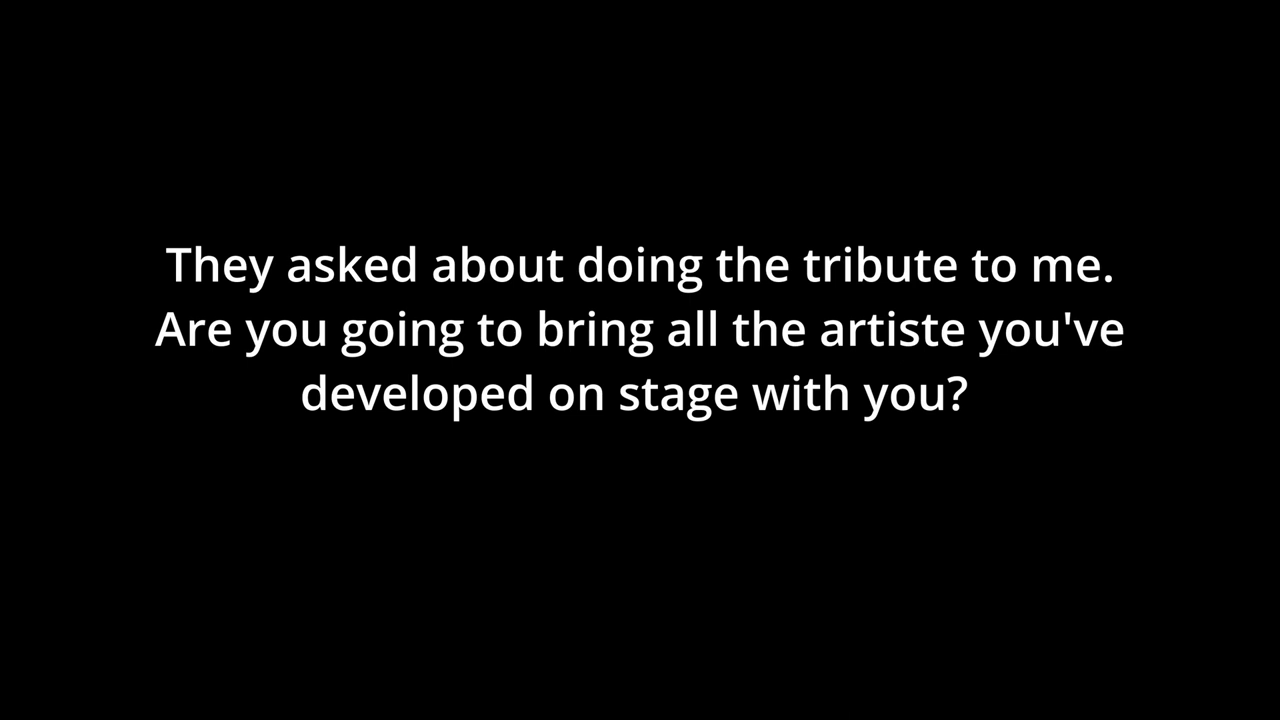 They asked about doing the tribute to me.
Are you going to bring all the artiste you've
developed on stage with you?